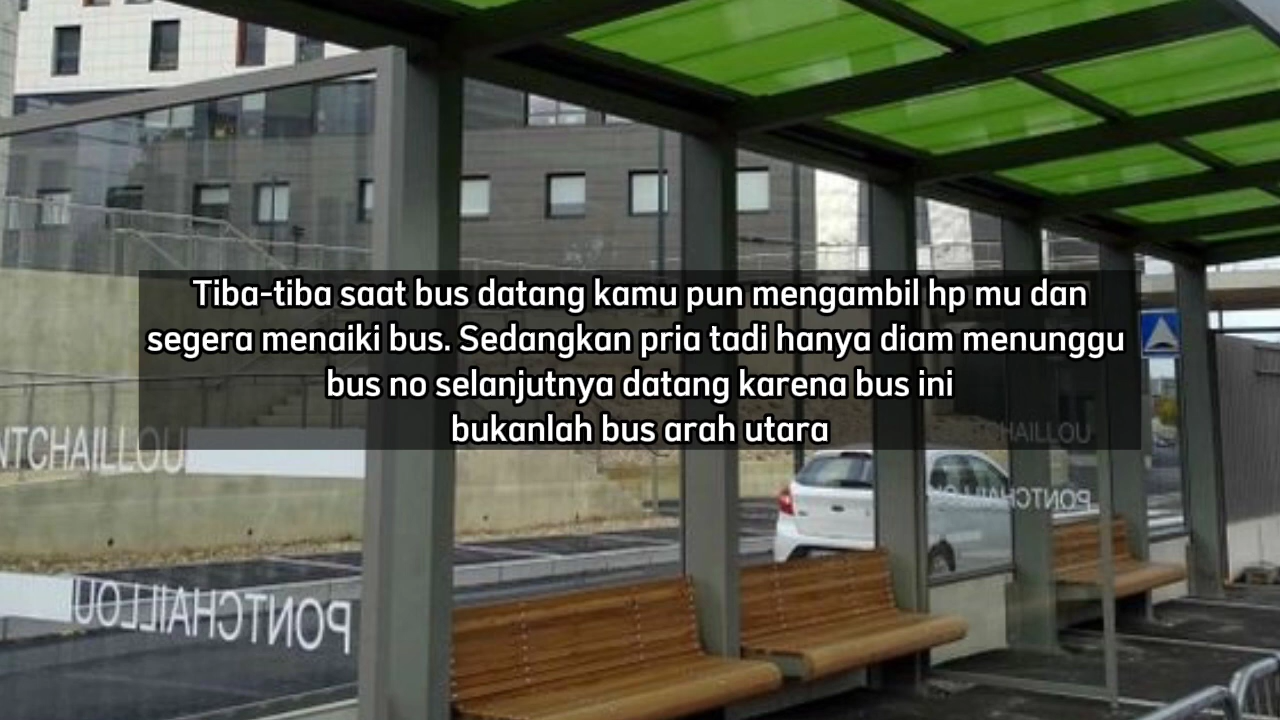 Tiba-tiba saat bus datang kamu pun mengambil hp mu dan
segera menaiki bus. Sedangkan pria tadi hanya diam menunggu
bus no selanjutnya datang karena bus ini
bukanlah bus arah utara
NTCHAILLOU
CHAILLOU
PONTCHAILLOU
PONTCHAILLOU